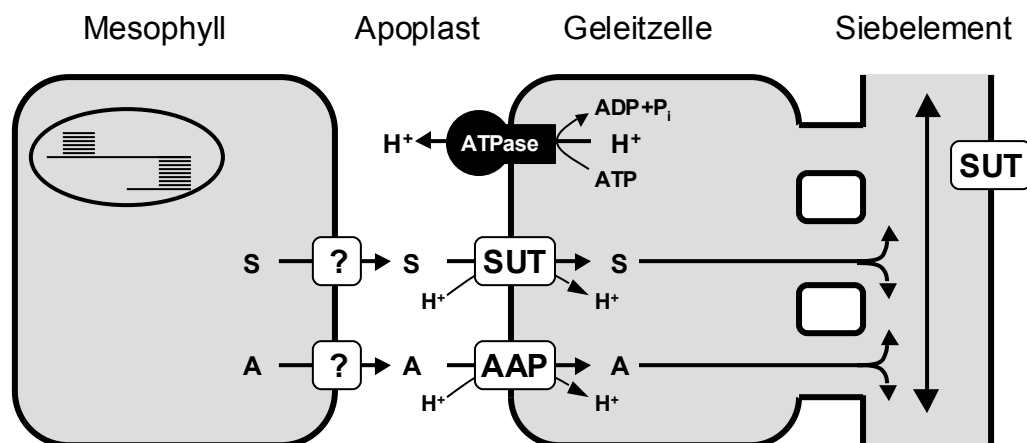 Mesophyll Apoplast Geleitzelle Siebelement
ADP+Pi
H⁺ ATPase H⁺
ATP
SUT
S ? S SUT S
H⁺ H⁺
A ? A AAP A
H⁺ H⁺